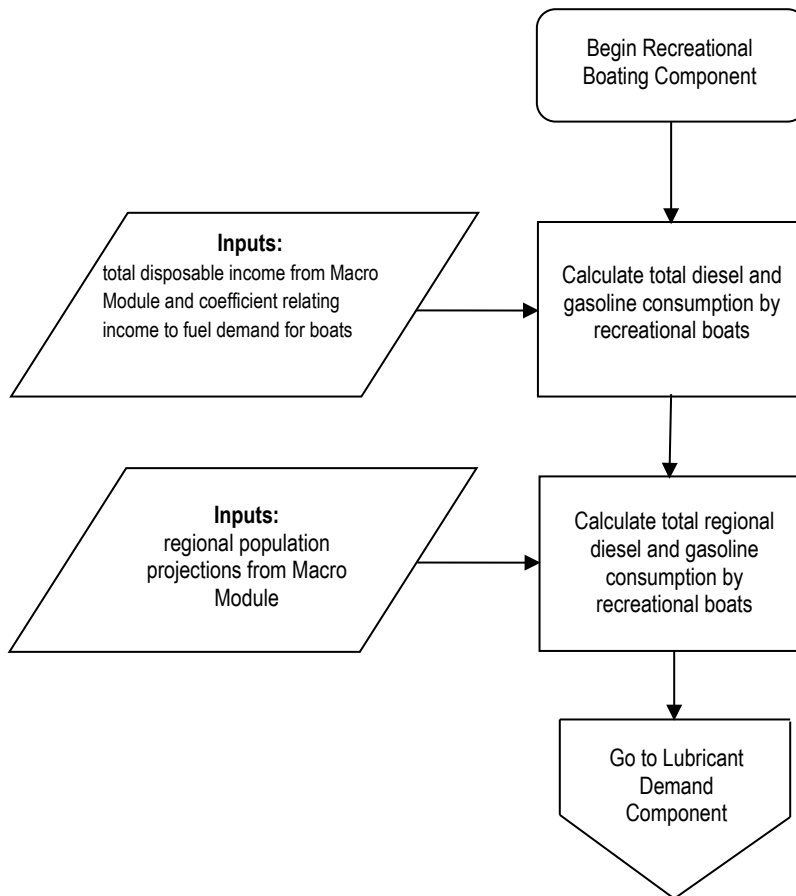 Begin Recreational
Boating Component
Inputs:
total disposable income from Macro
Module and coefficient relating
income to fuel demand for boats
Calculate total diesel and
gasoline consumption by
recreational boats
Inputs:
regional population
projections from Macro
Module
Calculate total regional
diesel and gasoline
consumption by
recreational boats
Go to Lubricant
Demand
Component